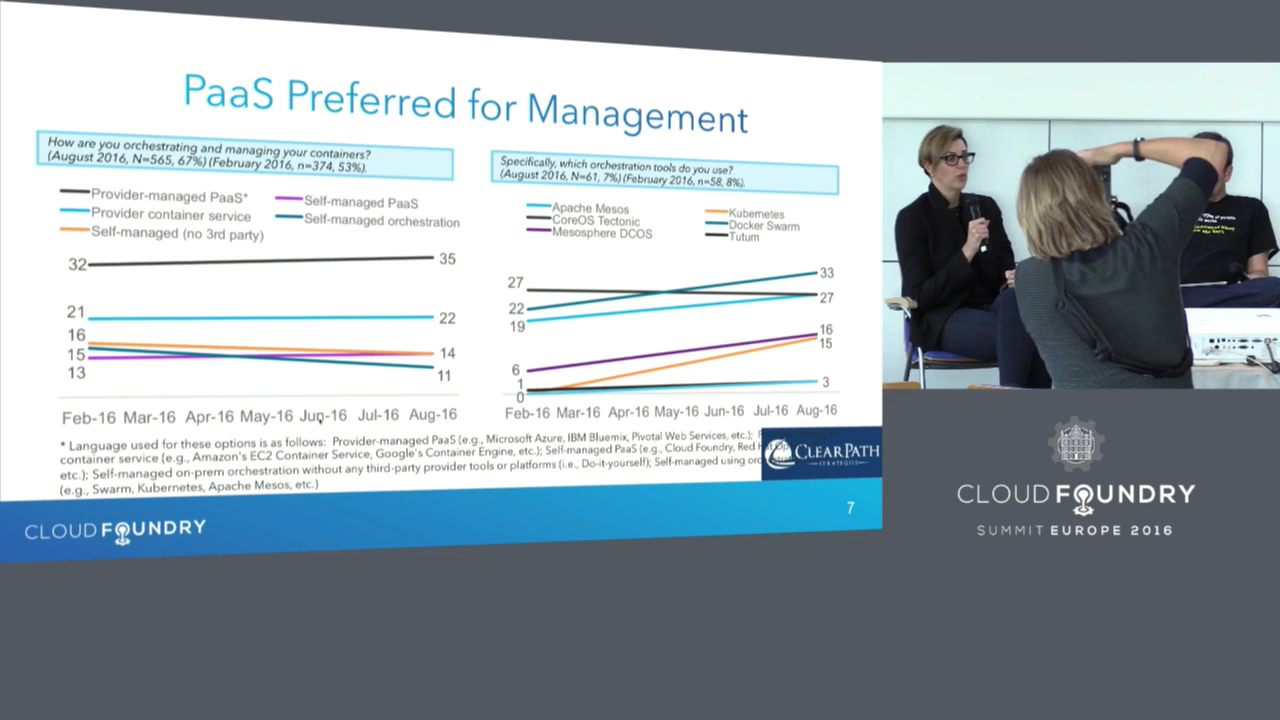 PaaS Preferred for Management
How are you orchestrating and managing your containers?
(August 2016, N=565, 67%) (February 2016, n=374, 53%).
Provider-managed PaaS*
Self-managed PaaS
Provider container service
Self-managed orchestration
Self-managed (no 3rd party)
32
35
21
22
16
15
14
13
11
Feb-16 Mar-16 Apr-16 May-16 Jun-16 Jul-16 Aug-16
Specifically, which orchestration tools do you use?
(August 2016, N=61, 7%) (February 2016, n=58, 8%).
Apache Mesos
Kubernetes
CoreOS Tectonic
Docker Swarm
Mesosphere DCOS
Tutum
27
33
22
27
19
16
15
6
1
3
0
Feb-16 Mar-16 Apr-16 May-16 Jun-16 Jul-16 Aug-16
* Language used for these options is as follows: Provider-managed PaaS (e.g., Microsoft Azure, IBM Bluemix, Pivotal Web Services, etc.);
container service (e.g., Amazon's EC2 Container Service, Google's Container Engine, etc.); Self-managed PaaS (e.g., Cloud Foundry, Red
etc.); Self-managed on-prem orchestration without any third-party provider tools or platforms (i.e., Do-it-yourself); Self-managed using
(e.g., Swarm, Kubernetes, Apache Mesos, etc.)
CLEARPATH
STRATEGIES
CLOUD FOUNDRY
7
CLOUD FOUNDRY
SUMMIT EUROPE 2016